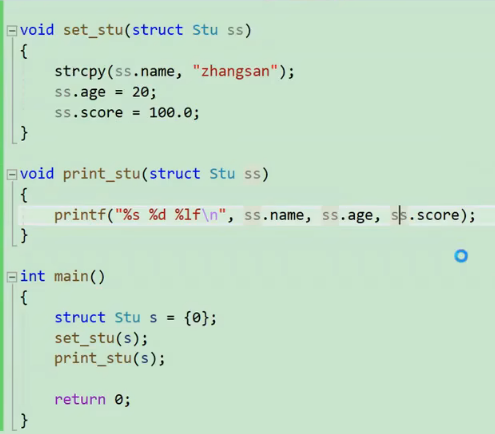 void set_stu(struct Stu ss)
{
    strcpy(ss.name, "zhangsan");
    ss.age = 20;
    ss.score = 100.0;
}
void print_stu(struct Stu ss)
{
    printf("%s %d %lf\n", ss.name, ss.age, ss.score);
}
int main()
{
    struct Stu s = {0};
    set_stu(s);
    print_stu(s);
    return 0;
}